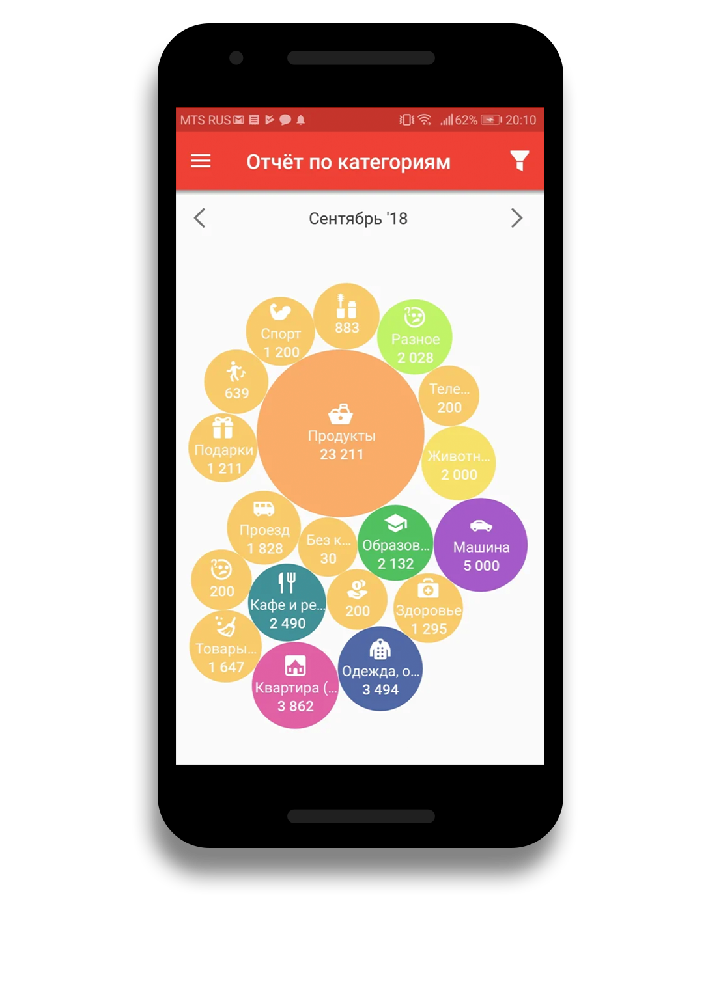 MTS RUS 62% 20:10
Отчёт по категориям
Сентябрь '18
883
Спорт
1 200
Разное
2 028
639
Теле...
200
Продукты
23 211
Подарки
1 211
Животн...
2 000
Проезд
1 828
Без к...
30
Образов...
2 132
Машина
5 000
200
Кафе и ре...
2 490
200
Здоровье
1 295
Товары...
1 647
Одежда, о...
3 494
Квартира (...
3 862